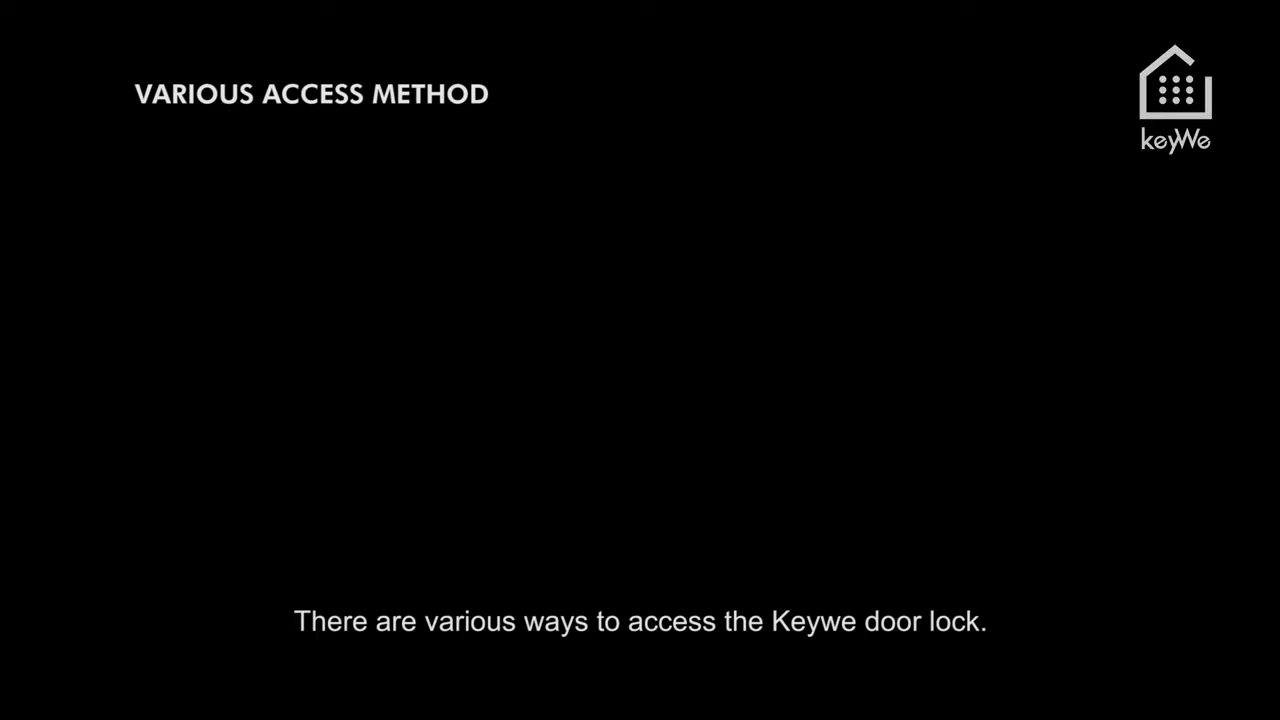 VARIOUS ACCESS METHOD
keyWe
There are various ways to access the Keywe door lock.